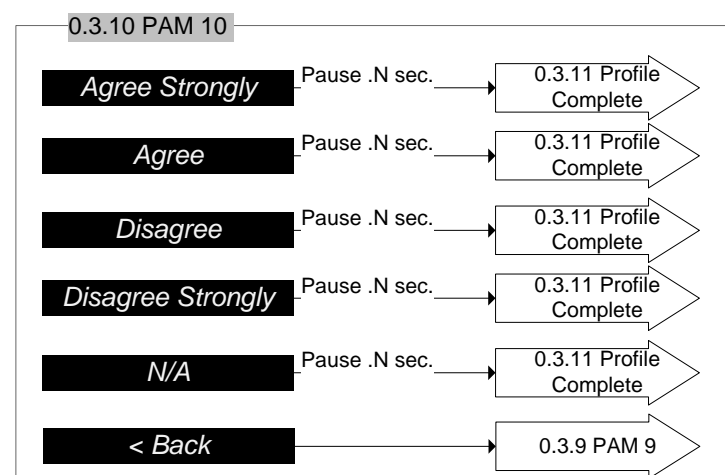 0.3.10 PAM 10
Agree Strongly Pause .N sec. 0.3.11 Profile
Complete
Agree Pause .N sec. 0.3.11 Profile
Complete
Disagree Pause .N sec. 0.3.11 Profile
Complete
Disagree Strongly Pause .N sec. 0.3.11 Profile
Complete
N/A Pause .N sec. 0.3.11 Profile
Complete
< Back 0.3.9 PAM 9